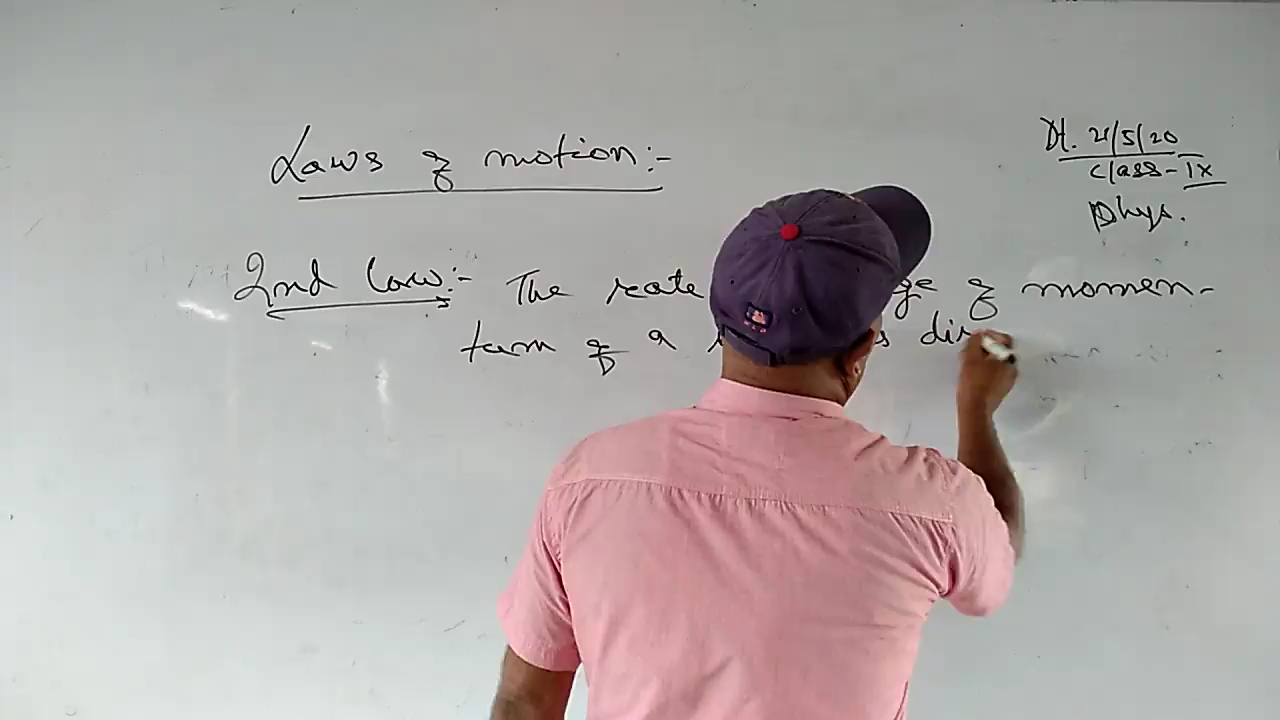 Laws of motion:-
Dt. 21/5/20
Class - IX
Phys.
2nd Law:- The rate ge of momen-
tum of a s dir